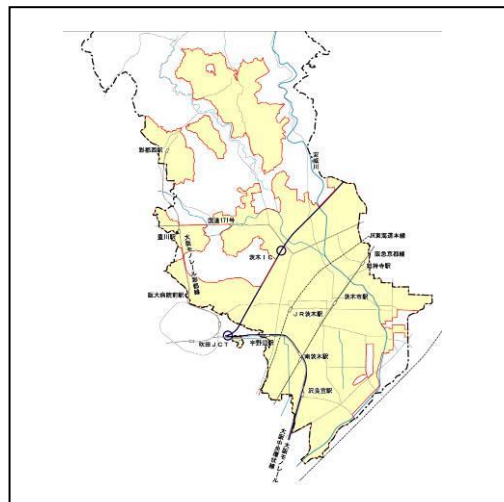 彩都西駅
安威川
国道171号
豊川駅
大阪モノレール彩都線
茨木IC
JR東海道本線
阪急京都線
総持寺駅
阪大病院前駅
茨木市駅
JR茨木駅
吹田JCT
宇野辺駅
南茨木駅
沢良宜駅
大阪モノレール
大阪中央環状線